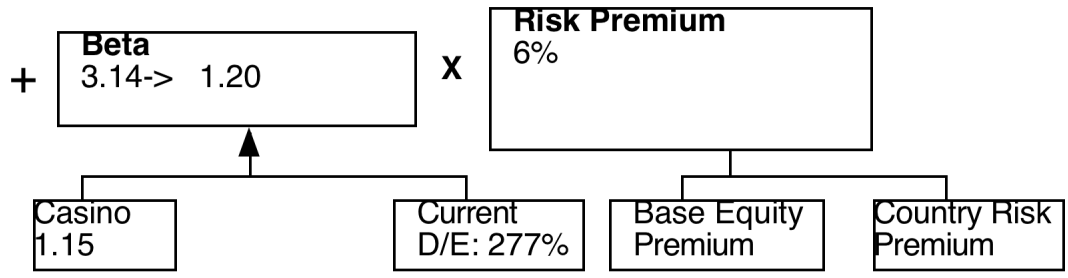 +
Beta
3.14-> 1.20
X
Risk Premium
6%
Casino
1.15
Current
D/E: 277%
Base Equity
Premium
Country Risk
Premium